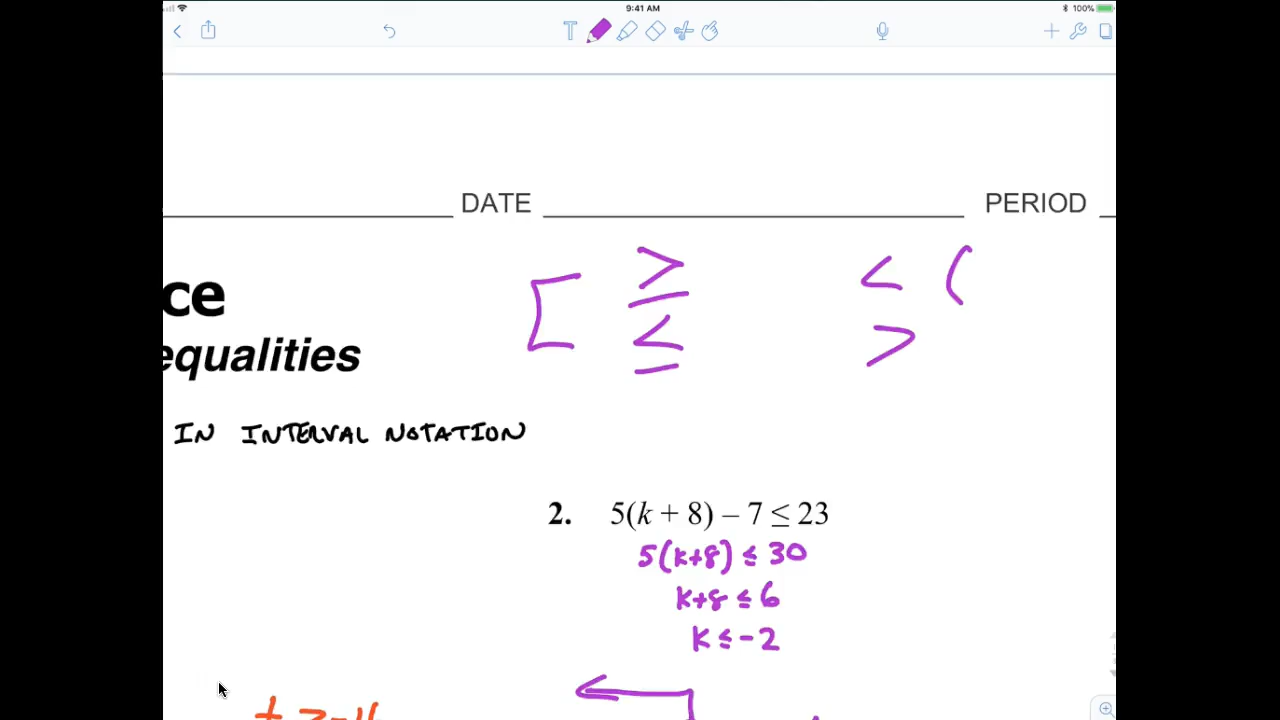 9:41 AM
100%
T
DATE PERIOD
[ ≥ < (
≤ >
ce
equalities
IN INTERVAL NOTATION
2. 5(k + 8) – 7 ≤ 23
5(k+8) ≤ 30
k+8 ≤ 6
k ≤ -2